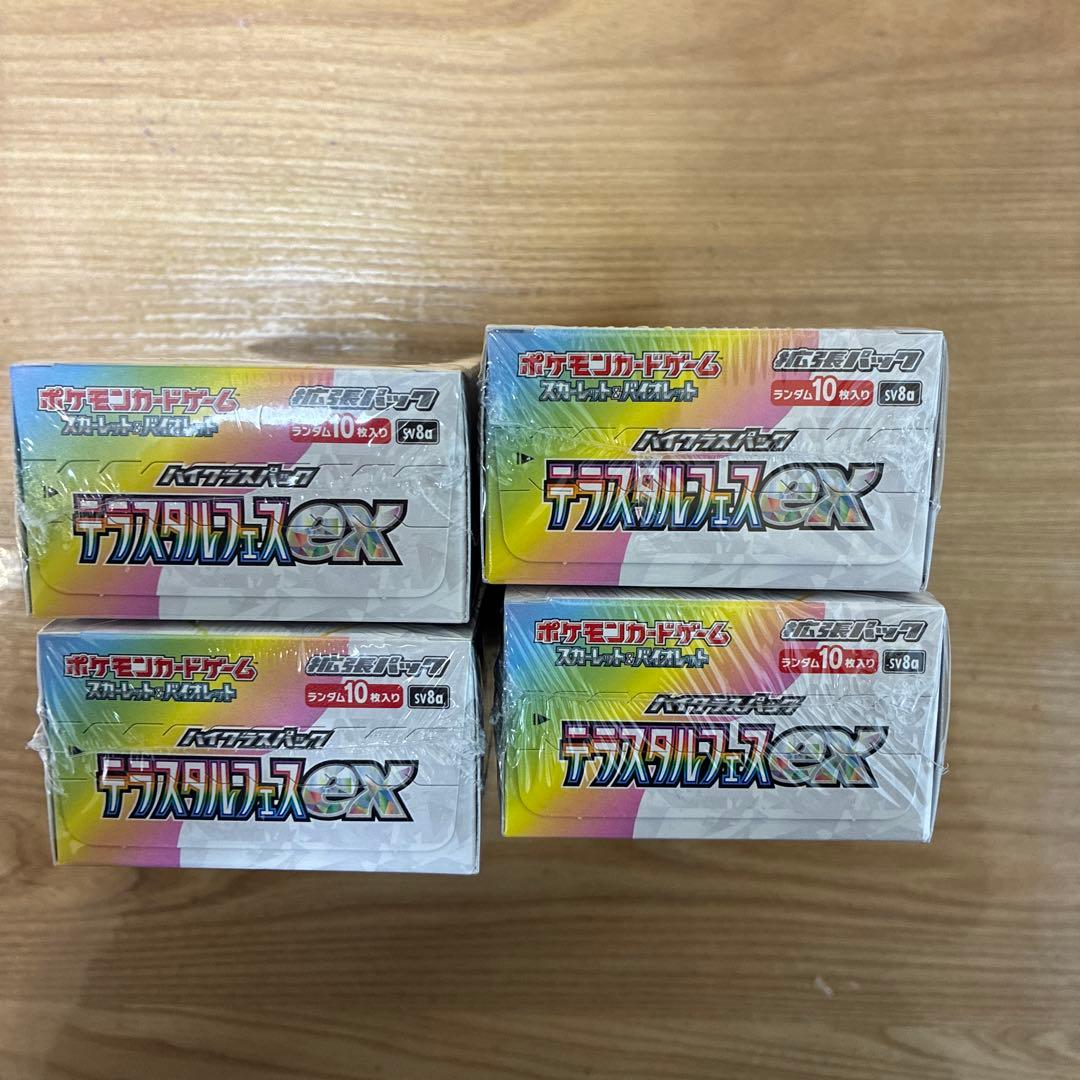 ポケモンカードゲーム
スカーレット&バイオレット
拡張パック
ランダム10枚入り
sv8a
ハイクラスパック
テラスタルフェスex
ポケモンカードゲーム
スカーレット&バイオレット
拡張パック
ランダム10枚入り
sv8a
ハイクラスパック
テラスタルフェスex
ポケモンカードゲーム
スカーレット&バイオレット
拡張パック
ランダム10枚入り
sv8a
ハイクラスパック
テラスタルフェスex
ポケモンカードゲーム
スカーレット&バイオレット
拡張パック
ランダム10枚入り
sv8a
ハイクラスパック
テラスタルフェスex